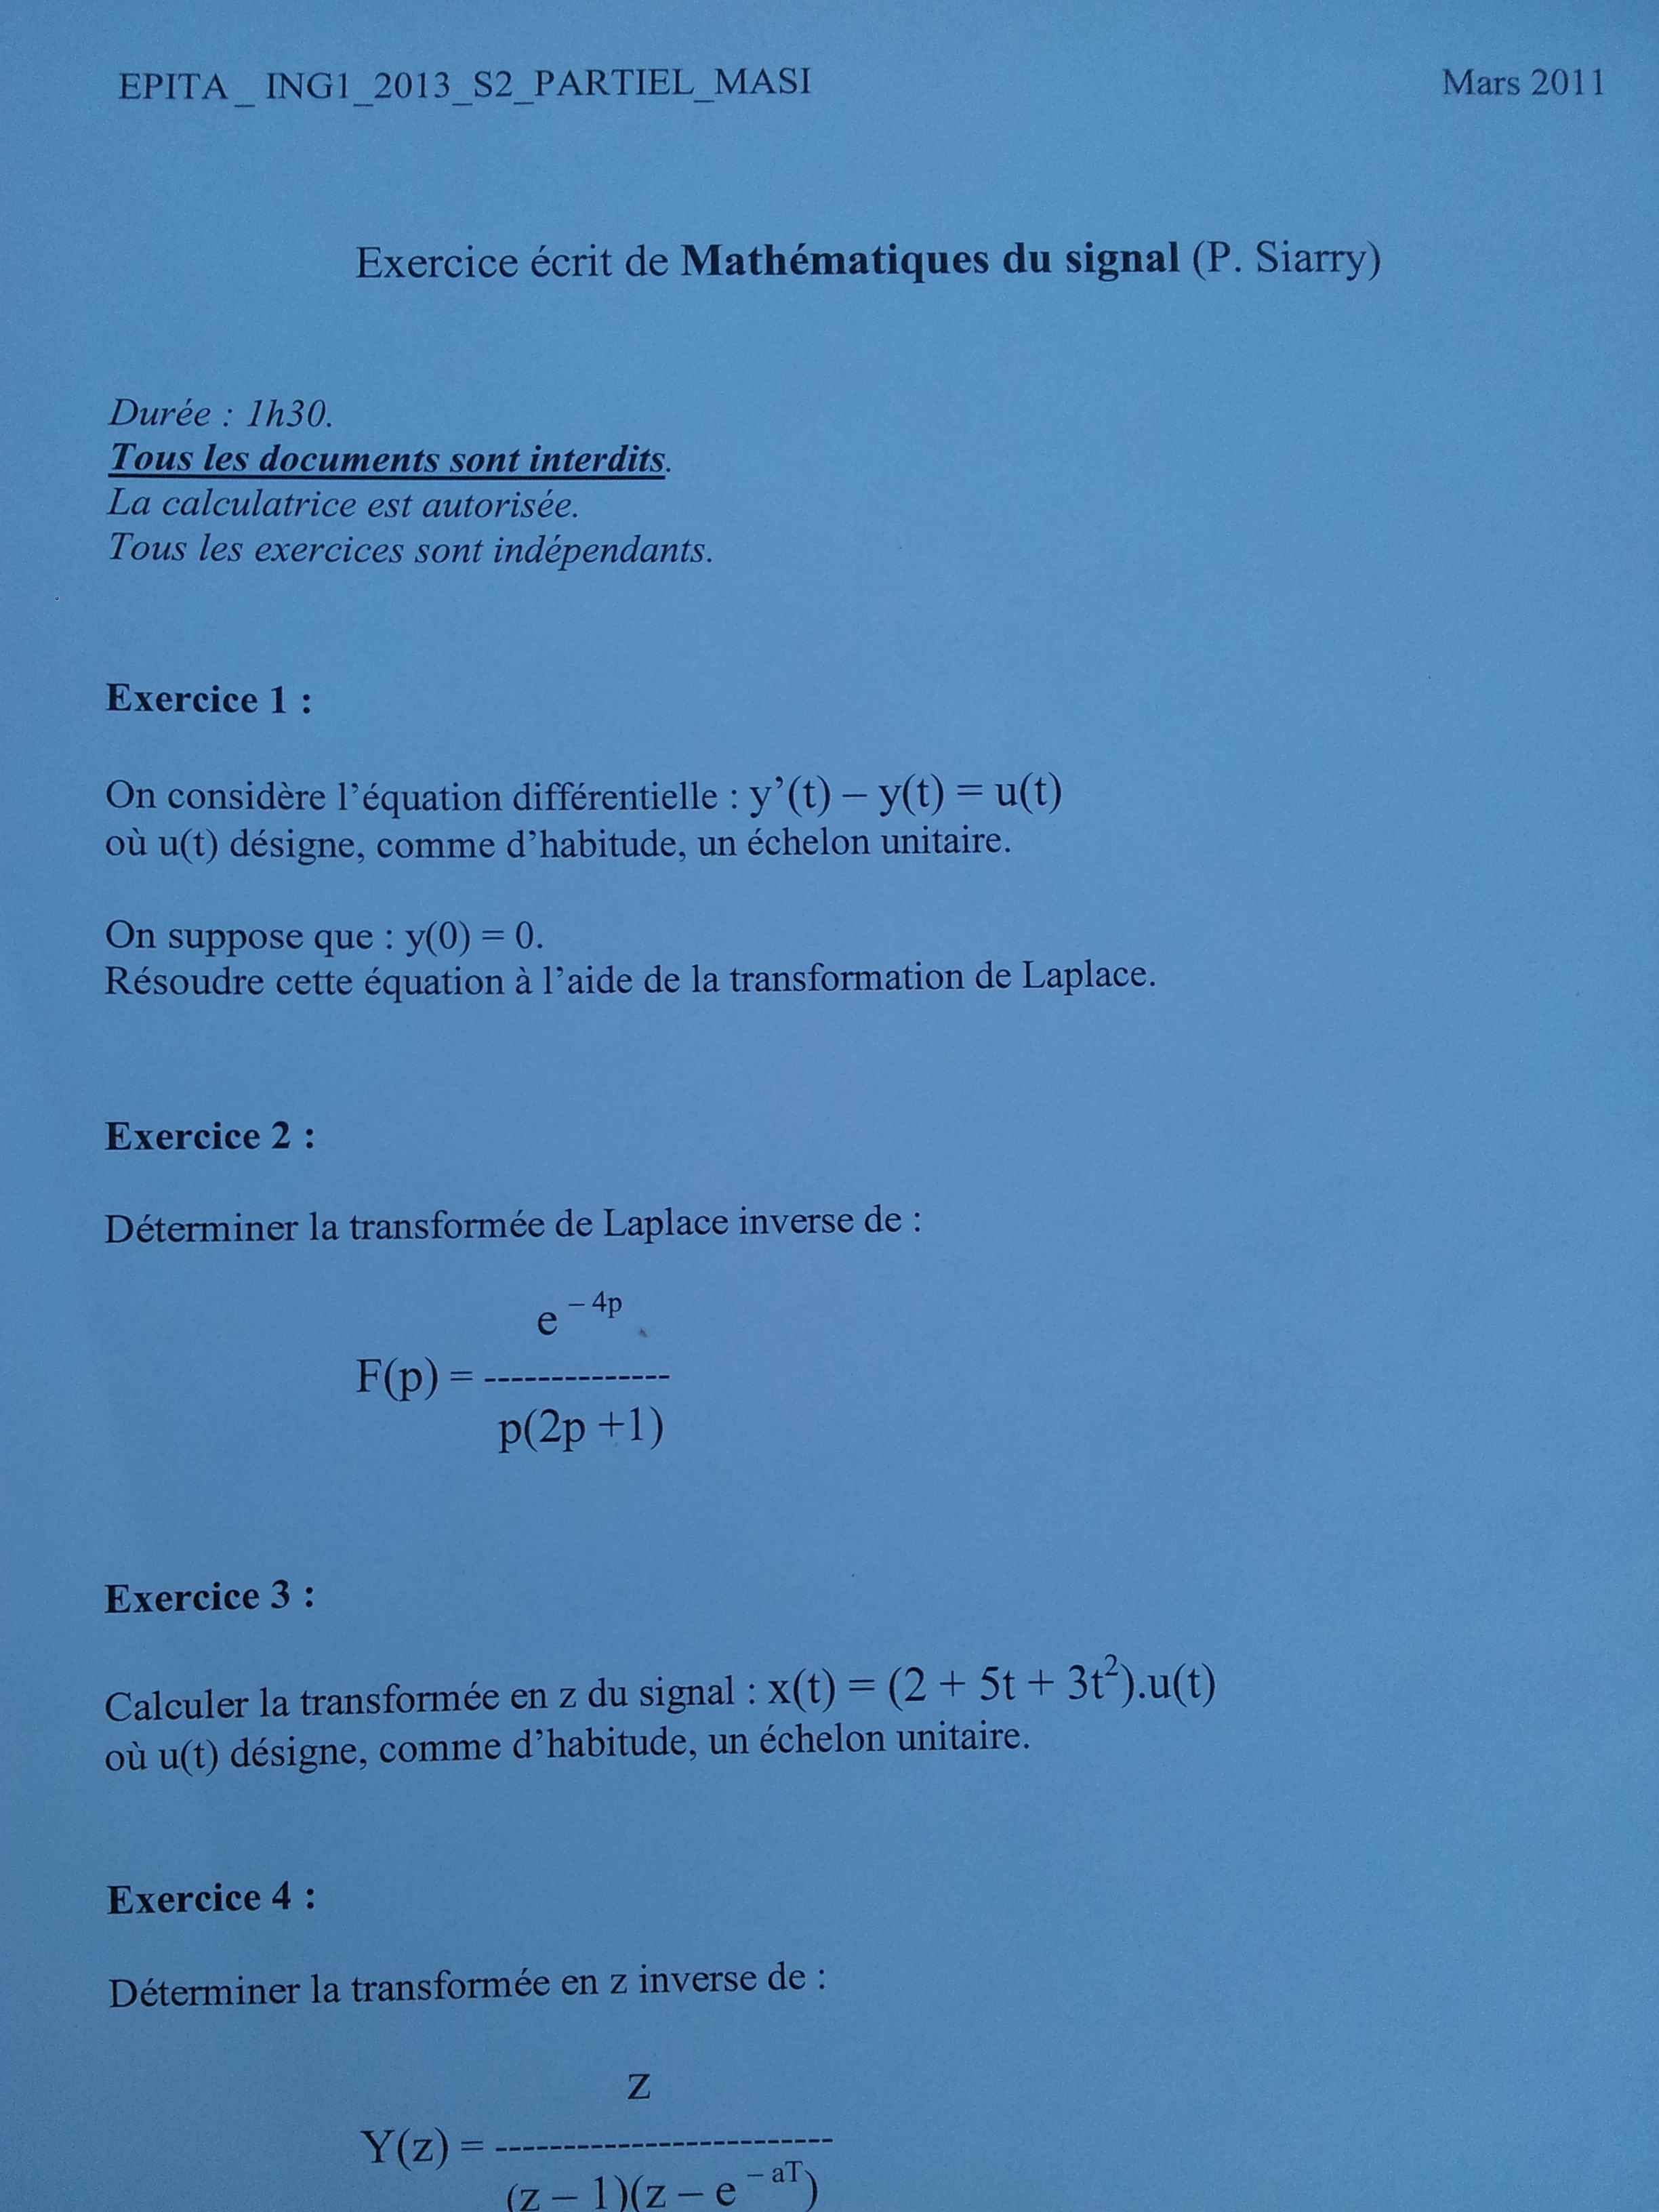 EPITA_ ING1_2013_S2_PARTIEL_MASI Mars 2011
Exercice écrit de Mathématiques du signal (P. Siarry)
Durée : 1h30.
Tous les documents sont interdits.
La calculatrice est autorisée.
Tous les exercices sont indépendants.
Exercice 1 :
On considère l’équation différentielle : y’(t) – y(t) = u(t)
où u(t) désigne, comme d’habitude, un échelon unitaire.
On suppose que : y(0) = 0.
Résoudre cette équation à l’aide de la transformation de Laplace.
Exercice 2 :
Déterminer la transformée de Laplace inverse de :
e – 4p
F(p) = --------------
p(2p +1)
Exercice 3 :
Calculer la transformée en z du signal : x(t) = (2 + 5t + 3t²).u(t)
où u(t) désigne, comme d’habitude, un échelon unitaire.
Exercice 4 :
Déterminer la transformée en z inverse de :
z
Y(z) = -------------------------
(z – 1)(z – e – aT)